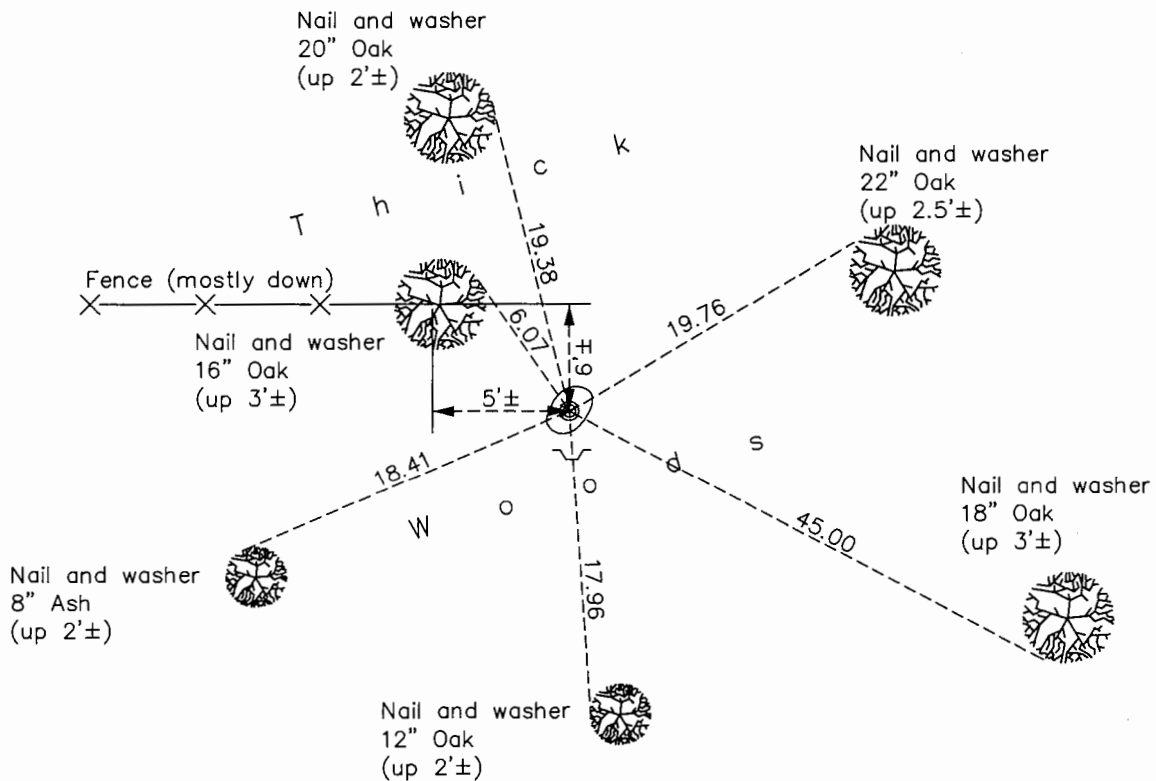 Nail and washer
20" Oak
(up 2'±)
T h i c k
Nail and washer
22" Oak
(up 2.5'±)
19.38
Fence (mostly down)
6.07
19.76
6'±
Nail and washer
16" Oak
(up 3'±)
5'±
18.41
W o o d s
45.00
Nail and washer
18" Oak
(up 3'±)
17.96
Nail and washer
8" Ash
(up 2'±)
Nail and washer
12" Oak
(up 2'±)